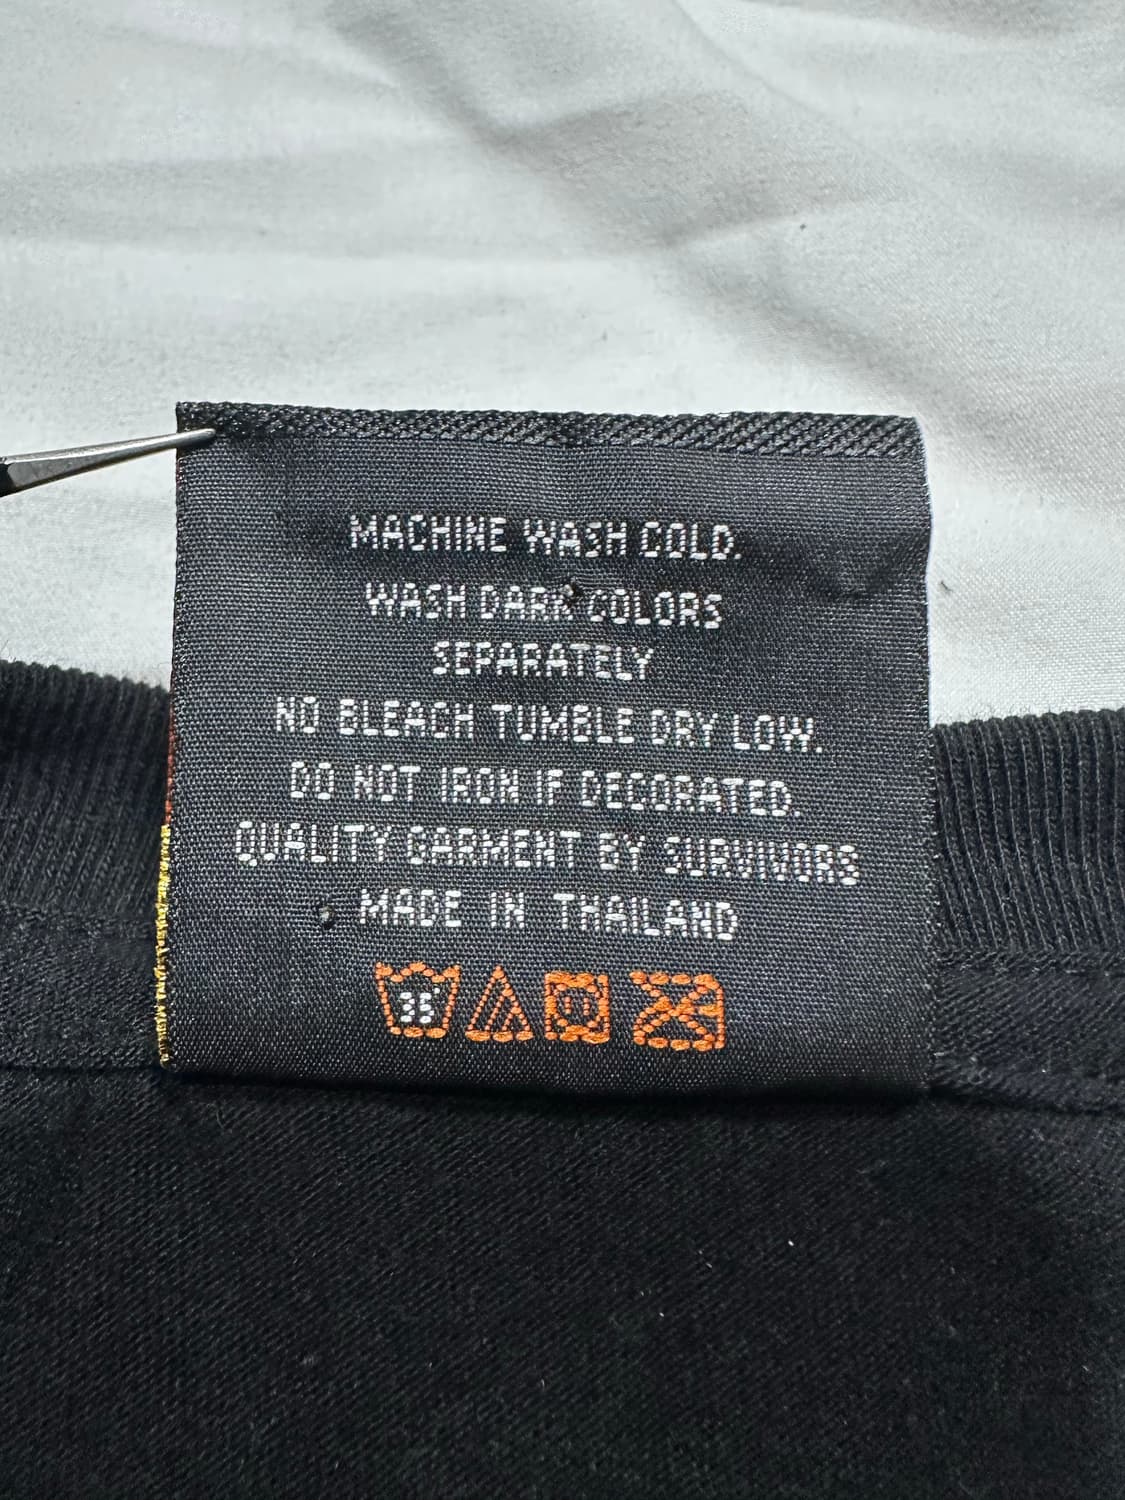 MACHINE WASH COLD.
WASH DARK COLORS
SEPARATELY
NO BLEACH TUMBLE DRY LOW.
DO NOT IRON IF DECORATED.
QUALITY GARMENT BY SURVIVORS
MADE IN THAILAND
35°